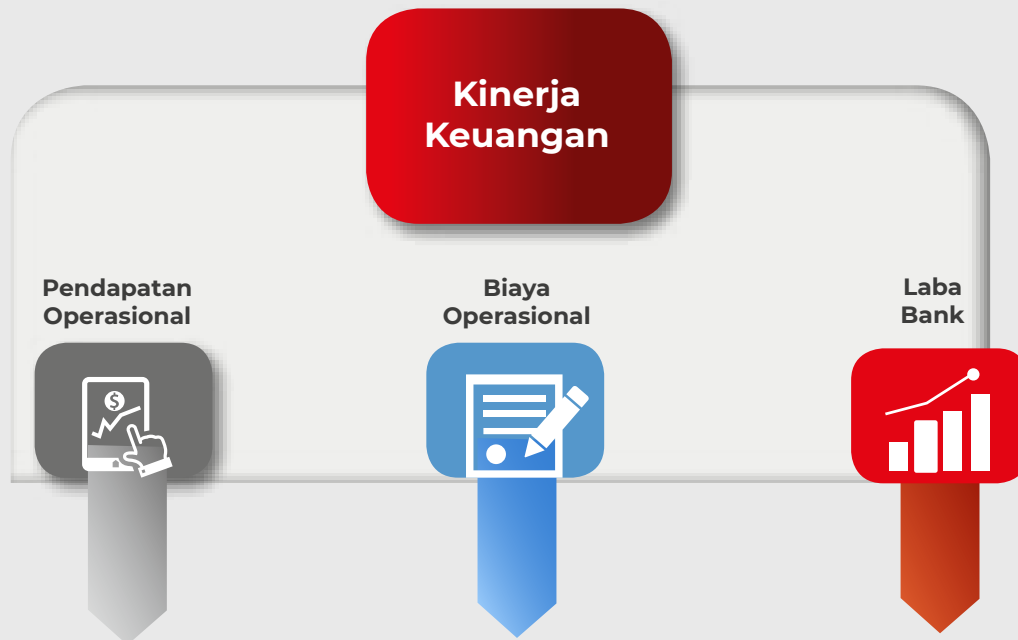 Kinerja
Keuangan
Pendapatan
Operasional
Biaya
Operasional
Laba
Bank
$